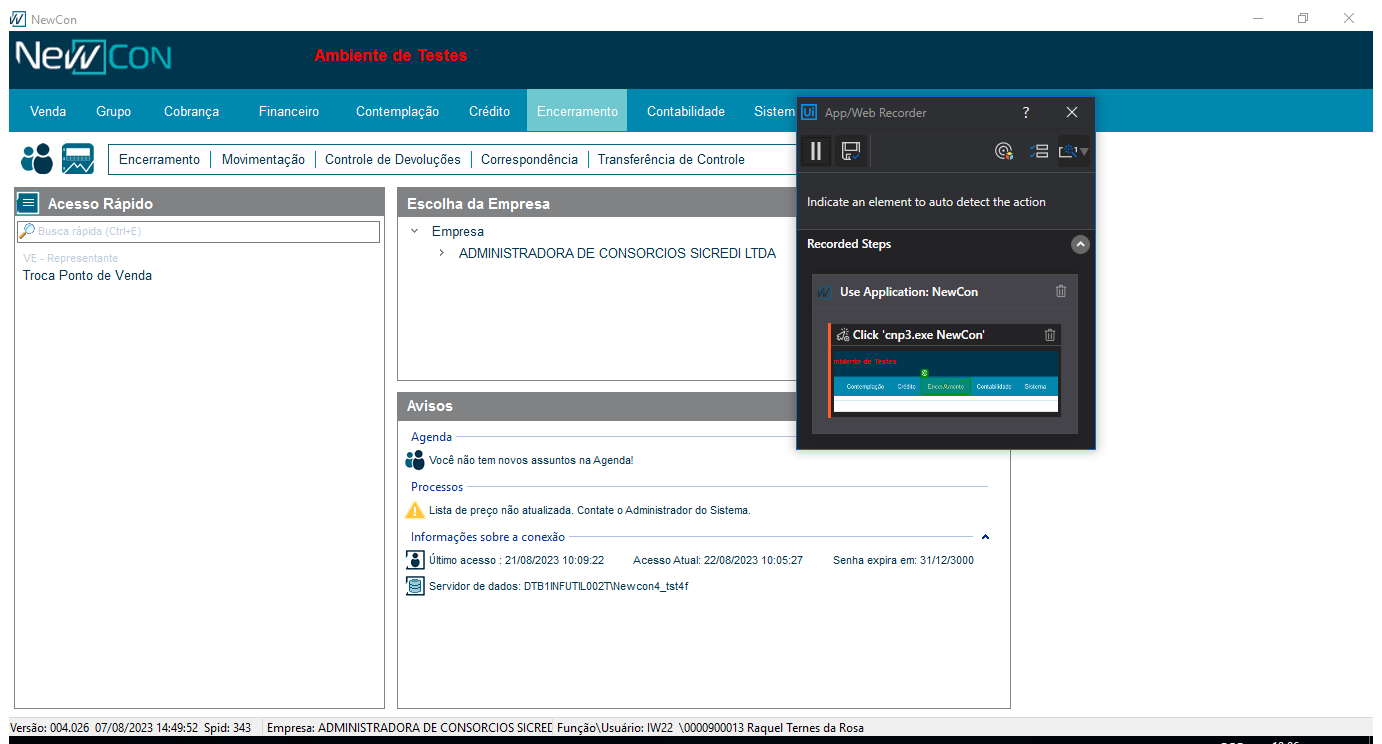 NewCon
NewCon
Ambiente de Testes
Venda Grupo Cobrança Financeiro Contemplação Crédito Encerramento Contabilidade Sistem
Encerramento Movimentação Controle de Devoluções Correspondência Transferência de Controle
Acesso Rápido
Busca rápida (Ctrl+E)
VE - Representante
Troca Ponto de Venda
Escolha da Empresa
Empresa
ADMINISTRADORA DE CONSORCIOS SICREDI LTDA
Avisos
Agenda
Você não tem novos assuntos na Agenda!
Processos
Lista de preço não atualizada. Contate o Administrador do Sistema.
Informações sobre a conexão
Último acesso : 21/08/2023 10:09:22 Acesso Atual: 22/08/2023 10:05:27 Senha expira em: 31/12/3000
Servidor de dados: DTB1INFUTIL002T\Newcon4_tst4f
Ui App/Web Recorder ?
Indicate an element to auto detect the action
Recorded Steps
Use Application: NewCon
Click 'cnp3.exe NewCon'
mbiente de Testes
Contemplação Crédito Contabilidade Sistema
Versão: 004.026 07/08/2023 14:49:52 Spid: 343 Empresa: ADMINISTRADORA DE CONSORCIOS SICREI Função\Usuário: IW22 \0000900013 Raquel Ternes da Rosa